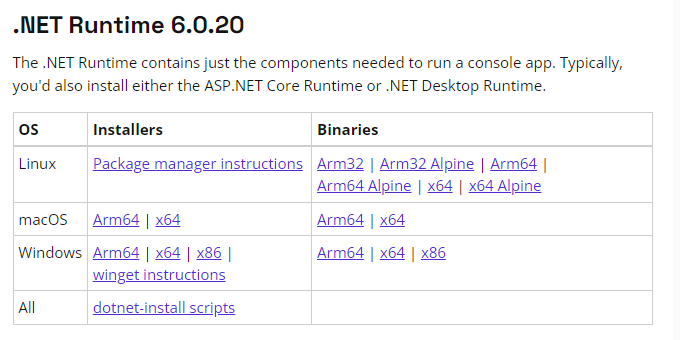 .NET Runtime 6.0.20
The .NET Runtime contains just the components needed to run a console app. Typically,
you'd also install either the ASP.NET Core Runtime or .NET Desktop Runtime.
OS Installers Binaries
Linux Package manager instructions Arm32 | Arm32 Alpine | Arm64 |
Arm64 Alpine | x64 | x64 Alpine
macOS Arm64 | x64 Arm64 | x64
Windows Arm64 | x64 | x86 | Arm64 | x64 | x86
winget instructions
All dotnet-install scripts